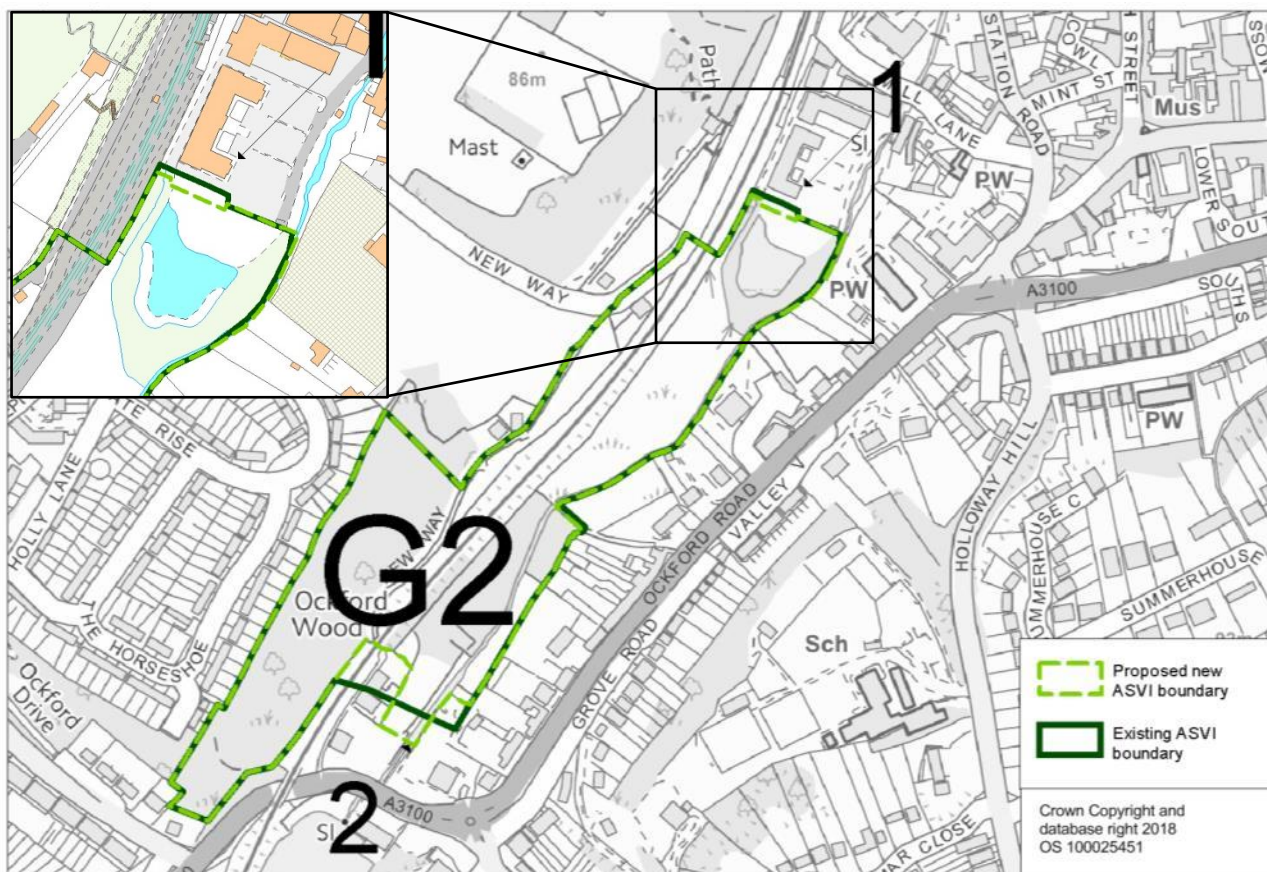 86m
Mast
Path
NEW WAY
MILL LANE
1
SI
STATION ROAD
COWL
MINT ST
STREET
Mus
PW
LOWER SOUT
A3100
SOUTHS
PW
PW
HOLLOWAY HILL
OCKFORD ROAD
GROVE ROAD
VALLEY V
SUMMERHOUSE
Sch
RISE
HOLLY LANE
THE HORSESHOE
Ockford
Drive
G2
Ockford
Wood
A3100
2
SI
CLOSE
Proposed new
ASVI boundary
Existing ASVI
boundary
Crown Copyright and
database right 2018
OS 100025451